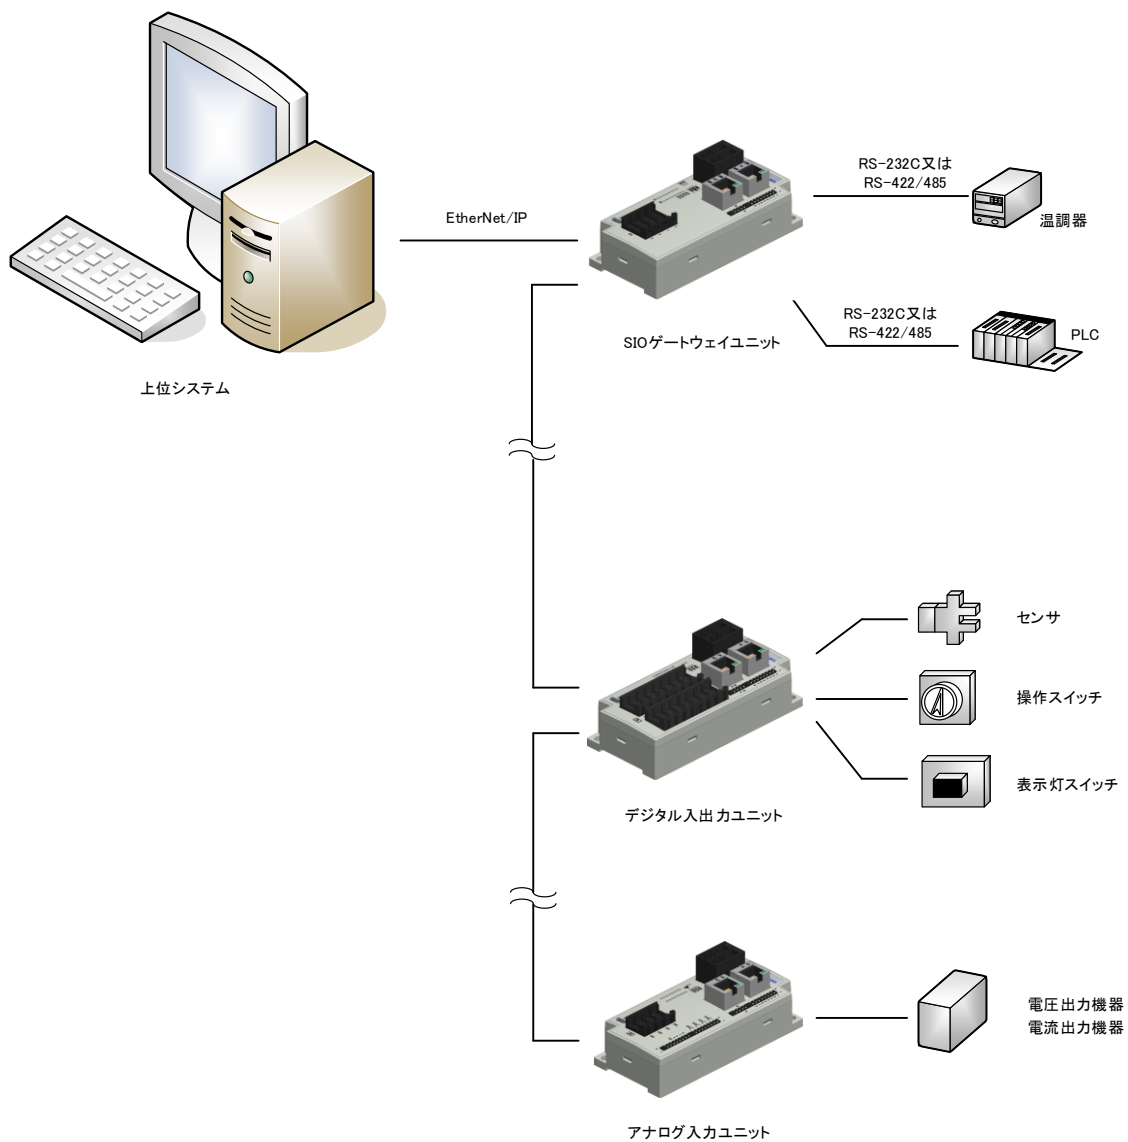 RS-232C又は
RS-422/485
温調器
EtherNet/IP
RS-232C又は
RS-422/485
PLC
SIOゲートウェイユニット
上位システム
センサ
操作スイッチ
表示灯スイッチ
デジタル入出力ユニット
電圧出力機器
電流出力機器
アナログ入力ユニット